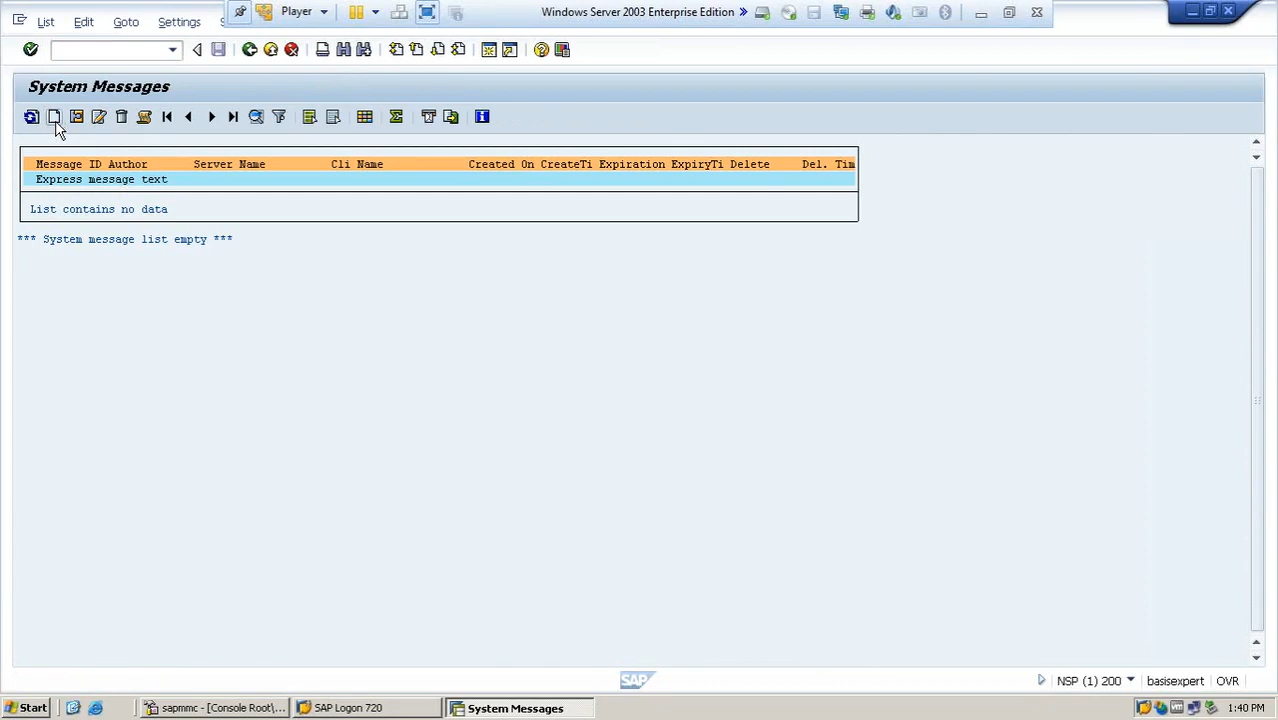 Player
Windows Server 2003 Enterprise Edition
List Edit Goto Settings
System Messages
Message ID Author Server Name Cli Name Created On CreateTi Expiration ExpiryTi Delete Del. Tim
Express message text
List contains no data
*** System message list empty ***
SAP
NSP (1) 200 basisexpert OVR
Start sapmmc - [Console Root\... SAP Logon 720 System Messages 1:40 PM